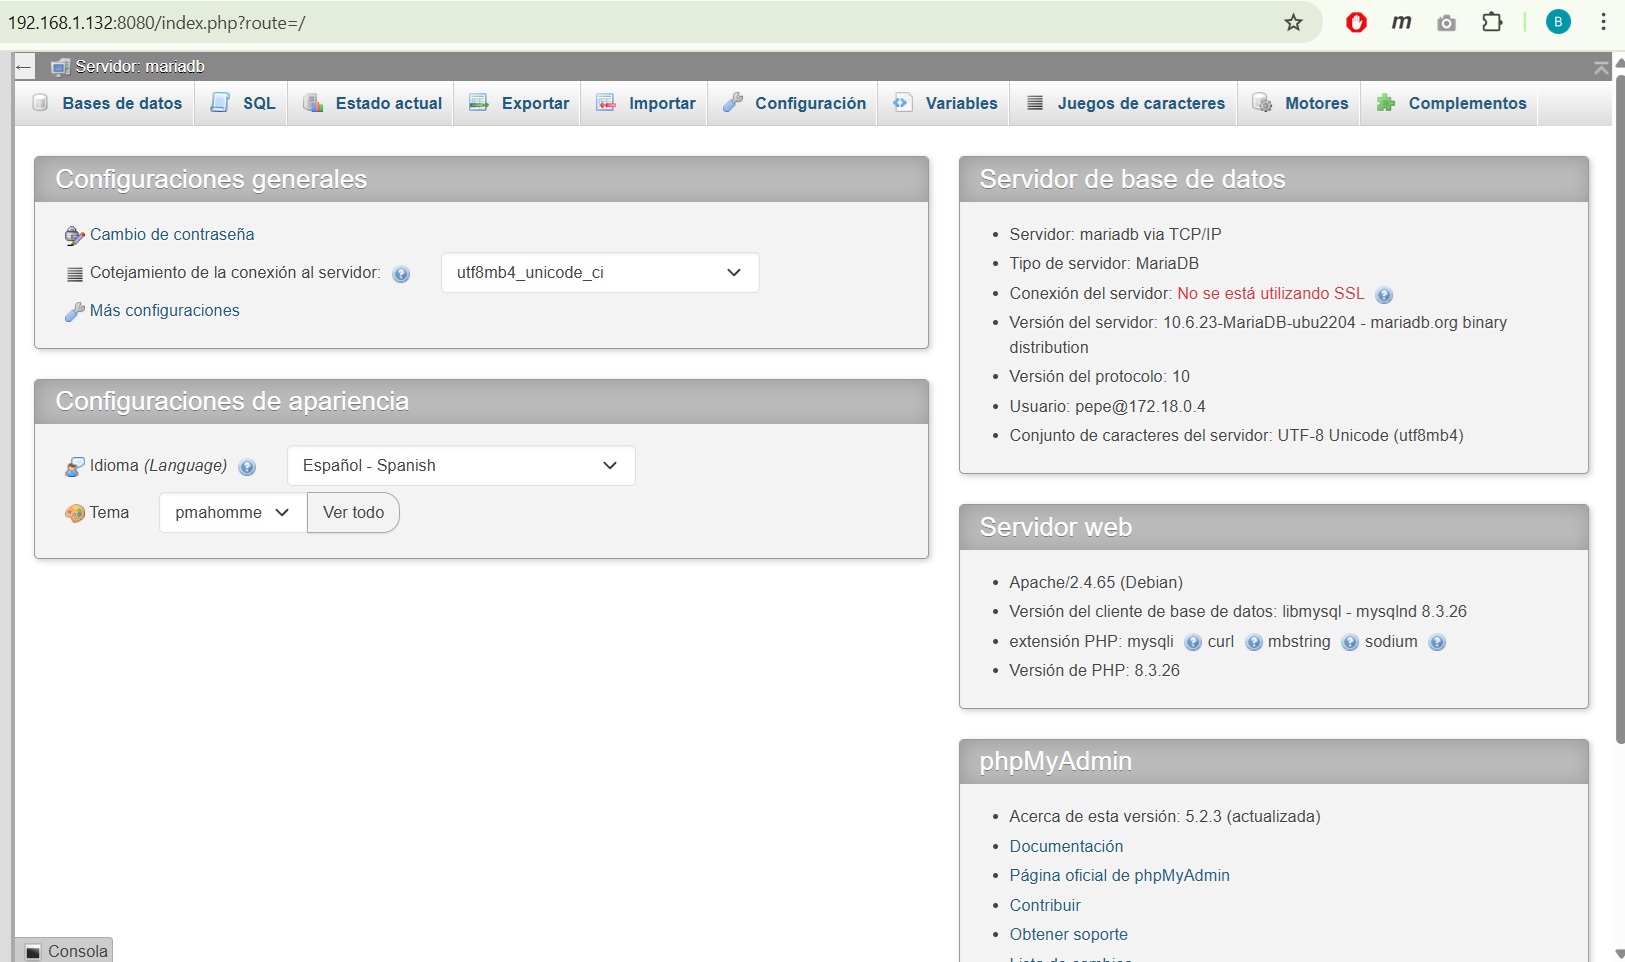 192.168.1.132:8080/index.php?route=/
m
B
Servidor: mariadb
Bases de datos SQL Estado actual Exportar Importar Configuración Variables Juegos de caracteres Motores Complementos
Configuraciones generales
Cambio de contraseña
Cotejamiento de la conexión al servidor: utf8mb4_unicode_ci
Más configuraciones
Configuraciones de apariencia
Idioma (Language) Español - Spanish
Tema pmahomme Ver todo
Servidor de base de datos
Servidor: mariadb via TCP/IP
Tipo de servidor: MariaDB
Conexión del servidor: No se está utilizando SSL
Versión del servidor: 10.6.23-MariaDB-ubu2204 - mariadb.org binary
distribution
Versión del protocolo: 10
Usuario: pepe@172.18.0.4
Conjunto de caracteres del servidor: UTF-8 Unicode (utf8mb4)
Servidor web
Apache/2.4.65 (Debian)
Versión del cliente de base de datos: libmysql - mysqlnd 8.3.26
extensión PHP: mysqli curl mbstring sodium
Versión de PHP: 8.3.26
phpMyAdmin
Acerca de esta versión: 5.2.3 (actualizada)
Documentación
Página oficial de phpMyAdmin
Contribuir
Obtener soporte
Consola